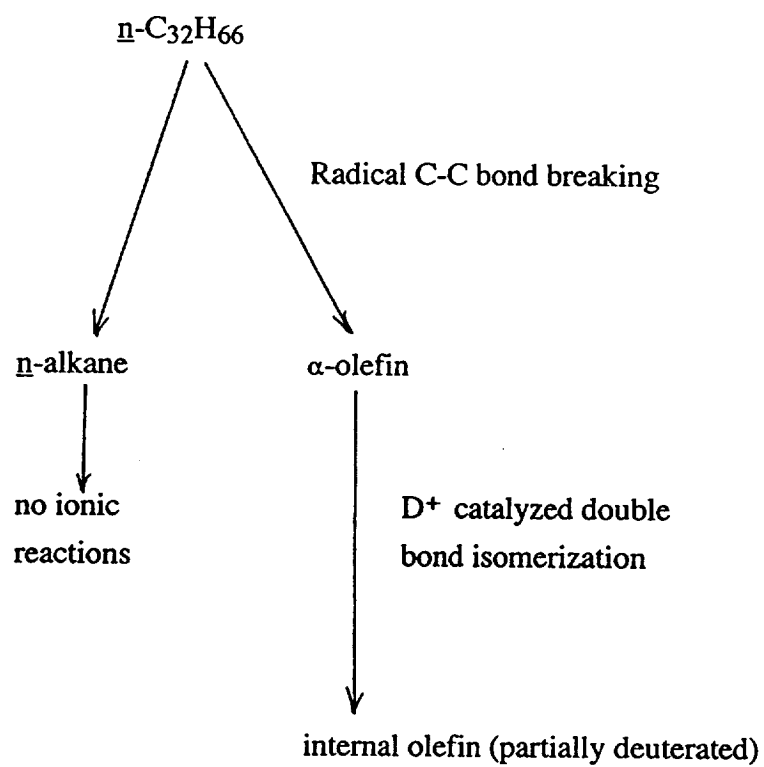 n-C₃₂H₆₆
Radical C-C bond breaking
n-alkane
α-olefin
no ionic
reactions
D⁺ catalyzed double
bond isomerization
internal olefin (partially deuterated)